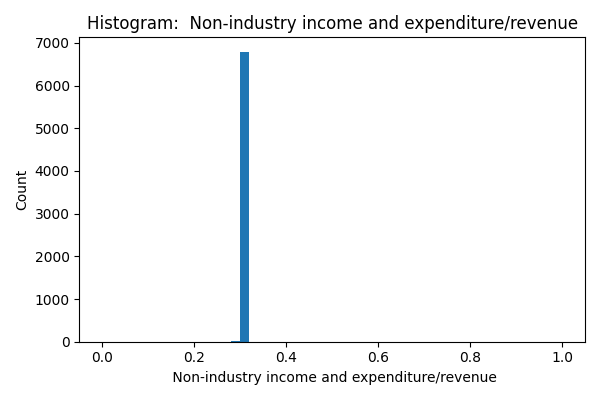 Histogram:  Non-industry income and expenditure/revenue
7000
6000
5000
4000
3000
2000
1000
0
Count
0.0 0.2 0.4 0.6 0.8 1.0
Non-industry income and expenditure/revenue